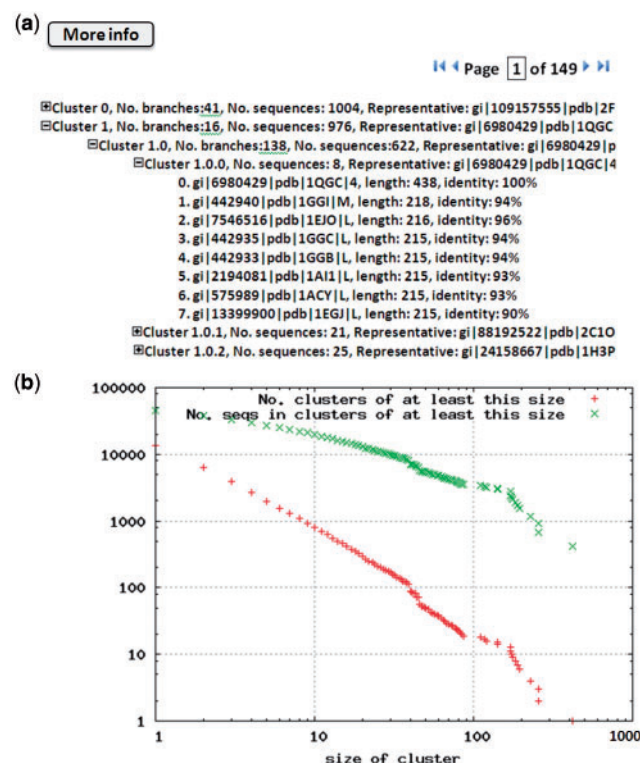 (a)
More info
Page 1 of 149
Cluster 0, No. branches:41, No. sequences: 1004, Representative: gi|109157555|pdb|2F
Cluster 1, No. branches:16, No. sequences: 976, Representative: gi|6980429|pdb|1QGC
Cluster 1.0, No. branches:138, No. sequences:622, Representative: gi|6980429|p
Cluster 1.0.0, No. sequences: 8, Representative: gi|6980429|pdb|1QGC|4
0. gi|6980429|pdb|1QGC|4, length: 438, identity: 100%
1. gi|442940|pdb|1GGI|M, length: 218, identity: 94%
2. gi|7546516|pdb|1EJO|L, length: 216, identity: 96%
3. gi|442935|pdb|1GGC|L, length: 215, identity: 94%
4. gi|442933|pdb|1GGB|L, length: 215, identity: 94%
5. gi|2194081|pdb|1AI1|L, length: 215, identity: 93%
6. gi|575989|pdb|1ACY|L, length: 215, identity: 93%
7. gi|13399900|pdb|1EGJ|L, length: 215, identity: 90%
Cluster 1.0.1, No. sequences: 21, Representative: gi|88192522|pdb|2C1O
Cluster 1.0.2, No. sequences: 25, Representative: gi|24158667|pdb|1H3P
(b)
100000
No. clusters of at least this size
No. seqs in clusters of at least this size
10000
1000
100
10
1
1 10 100 1000
size of cluster